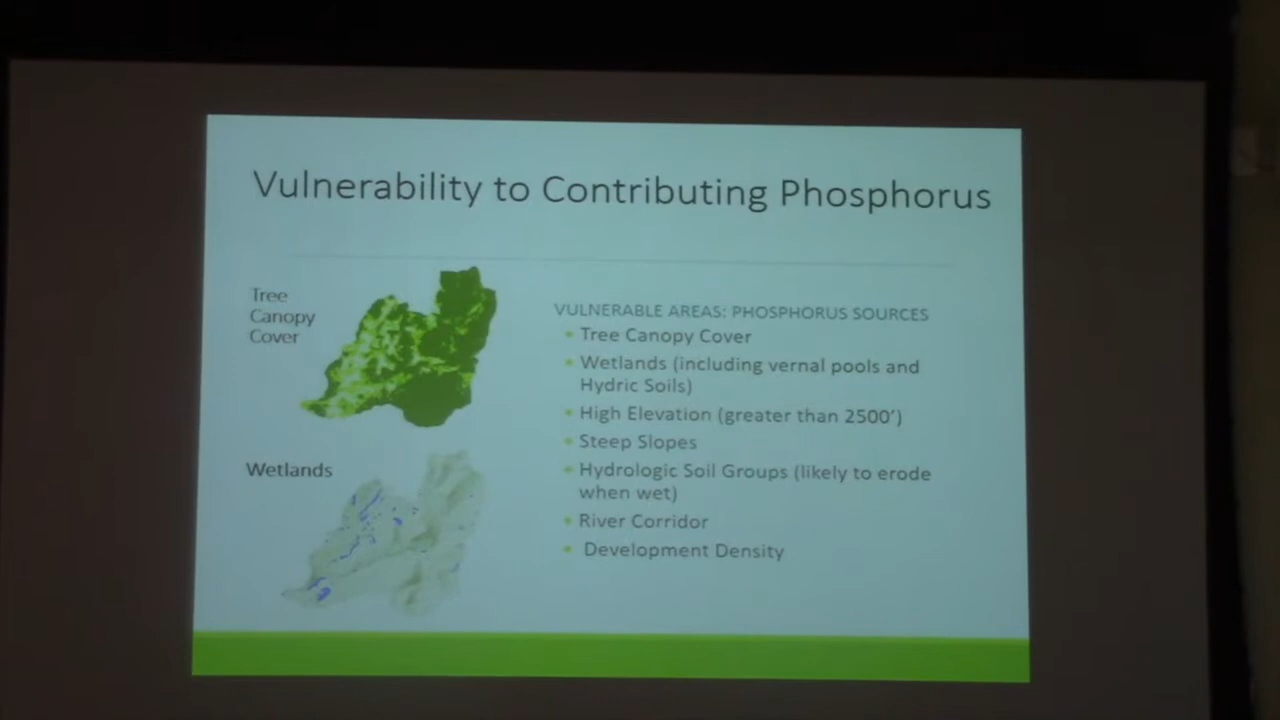 Vulnerability to Contributing Phosphorus
Tree
Canopy
Cover
Wetlands
VULNERABLE AREAS: PHOSPHORUS SOURCES
• Tree Canopy Cover
• Wetlands (including vernal pools and
Hydric Soils)
• High Elevation (greater than 2500')
• Steep Slopes
• Hydrologic Soil Groups (likely to erode
when wet)
• River Corridor
• Development Density